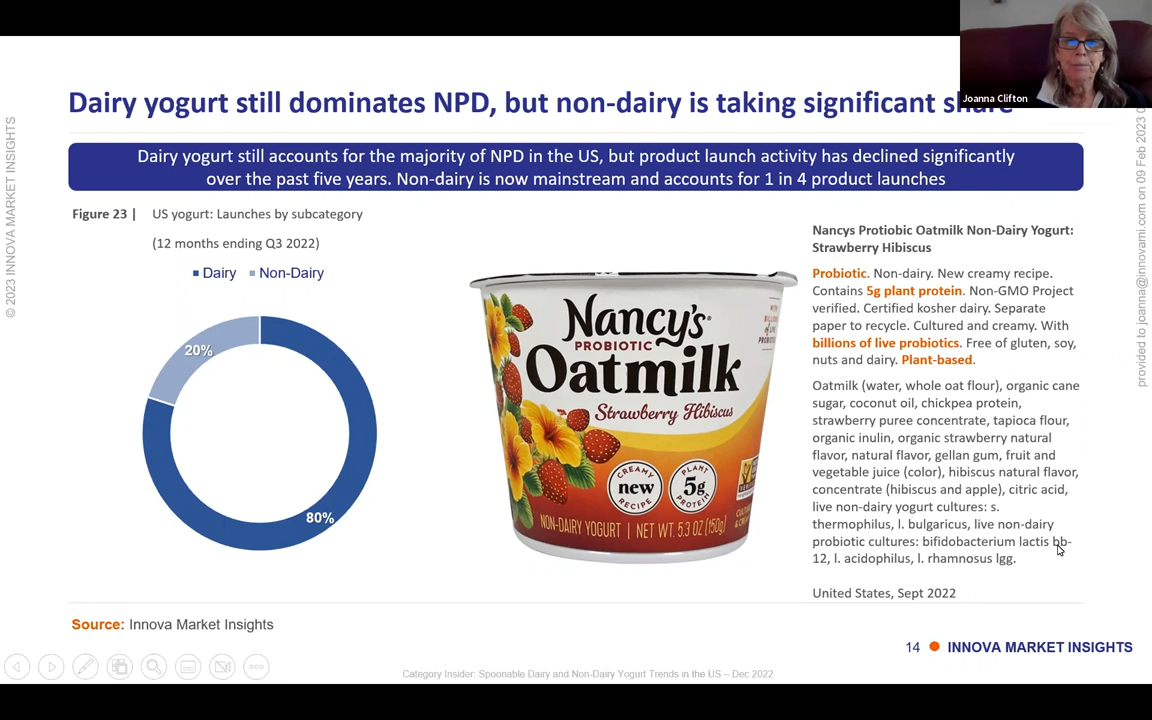 Joanna Clifton
Dairy yogurt still dominates NPD, but non-dairy is taking significant share
Dairy yogurt still accounts for the majority of NPD in the US, but product launch activity has declined significantly
over the past five years. Non-dairy is now mainstream and accounts for 1 in 4 product launches
Figure 23 | US yogurt: Launches by subcategory
(12 months ending Q3 2022)
Dairy Non-Dairy
20%
80%
Nancy's
PROBIOTIC
Oatmilk
Strawberry Hibiscus
CREAMY
new
RECIPE
PLANT
5g
PROTEIN
NON-DAIRY YOGURT | NET WT. 5.3 OZ (150g)
Nancys Protiobic Oatmilk Non-Dairy Yogurt:
Strawberry Hibiscus
Probiotic. Non-dairy. New creamy recipe.
Contains 5g plant protein. Non-GMO Project
verified. Certified kosher dairy. Separate
paper to recycle. Cultured and creamy. With
billions of live probiotics. Free of gluten, soy,
nuts and dairy. Plant-based.
Oatmilk (water, whole oat flour), organic cane
sugar, coconut oil, chickpea protein,
strawberry puree concentrate, tapioca flour,
organic inulin, organic strawberry natural
flavor, natural flavor, gellan gum, fruit and
vegetable juice (color), hibiscus natural flavor,
concentrate (hibiscus and apple), citric acid,
live non-dairy yogurt cultures: s.
thermophilus, l. bulgaricus, live non-dairy
probiotic cultures: bifidobacterium lactis bb-
12, l. acidophilus, l. rhamnosus lgg.
United States, Sept 2022
Source: Innova Market Insights
14 INNOVA MARKET INSIGHTS
Category Insider: Spoonable Dairy and Non-Dairy Yogurt Trends in the US – Dec 2022
© 2023 INNOVA MARKET INSIGHTS
provided to joanna@innovami.com on 09 Feb 2023